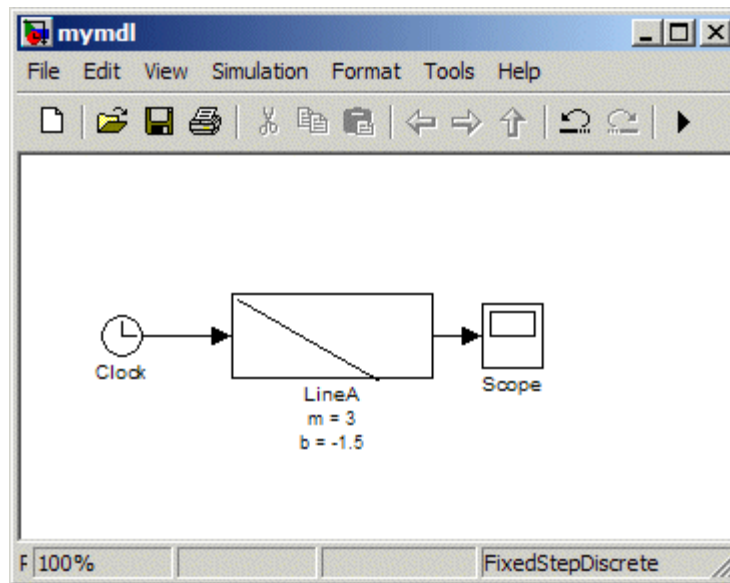 mymdl
File Edit View Simulation Format Tools Help
Clock
LineA
m = 3
b = -1.5
Scope
F 100% FixedStepDiscrete